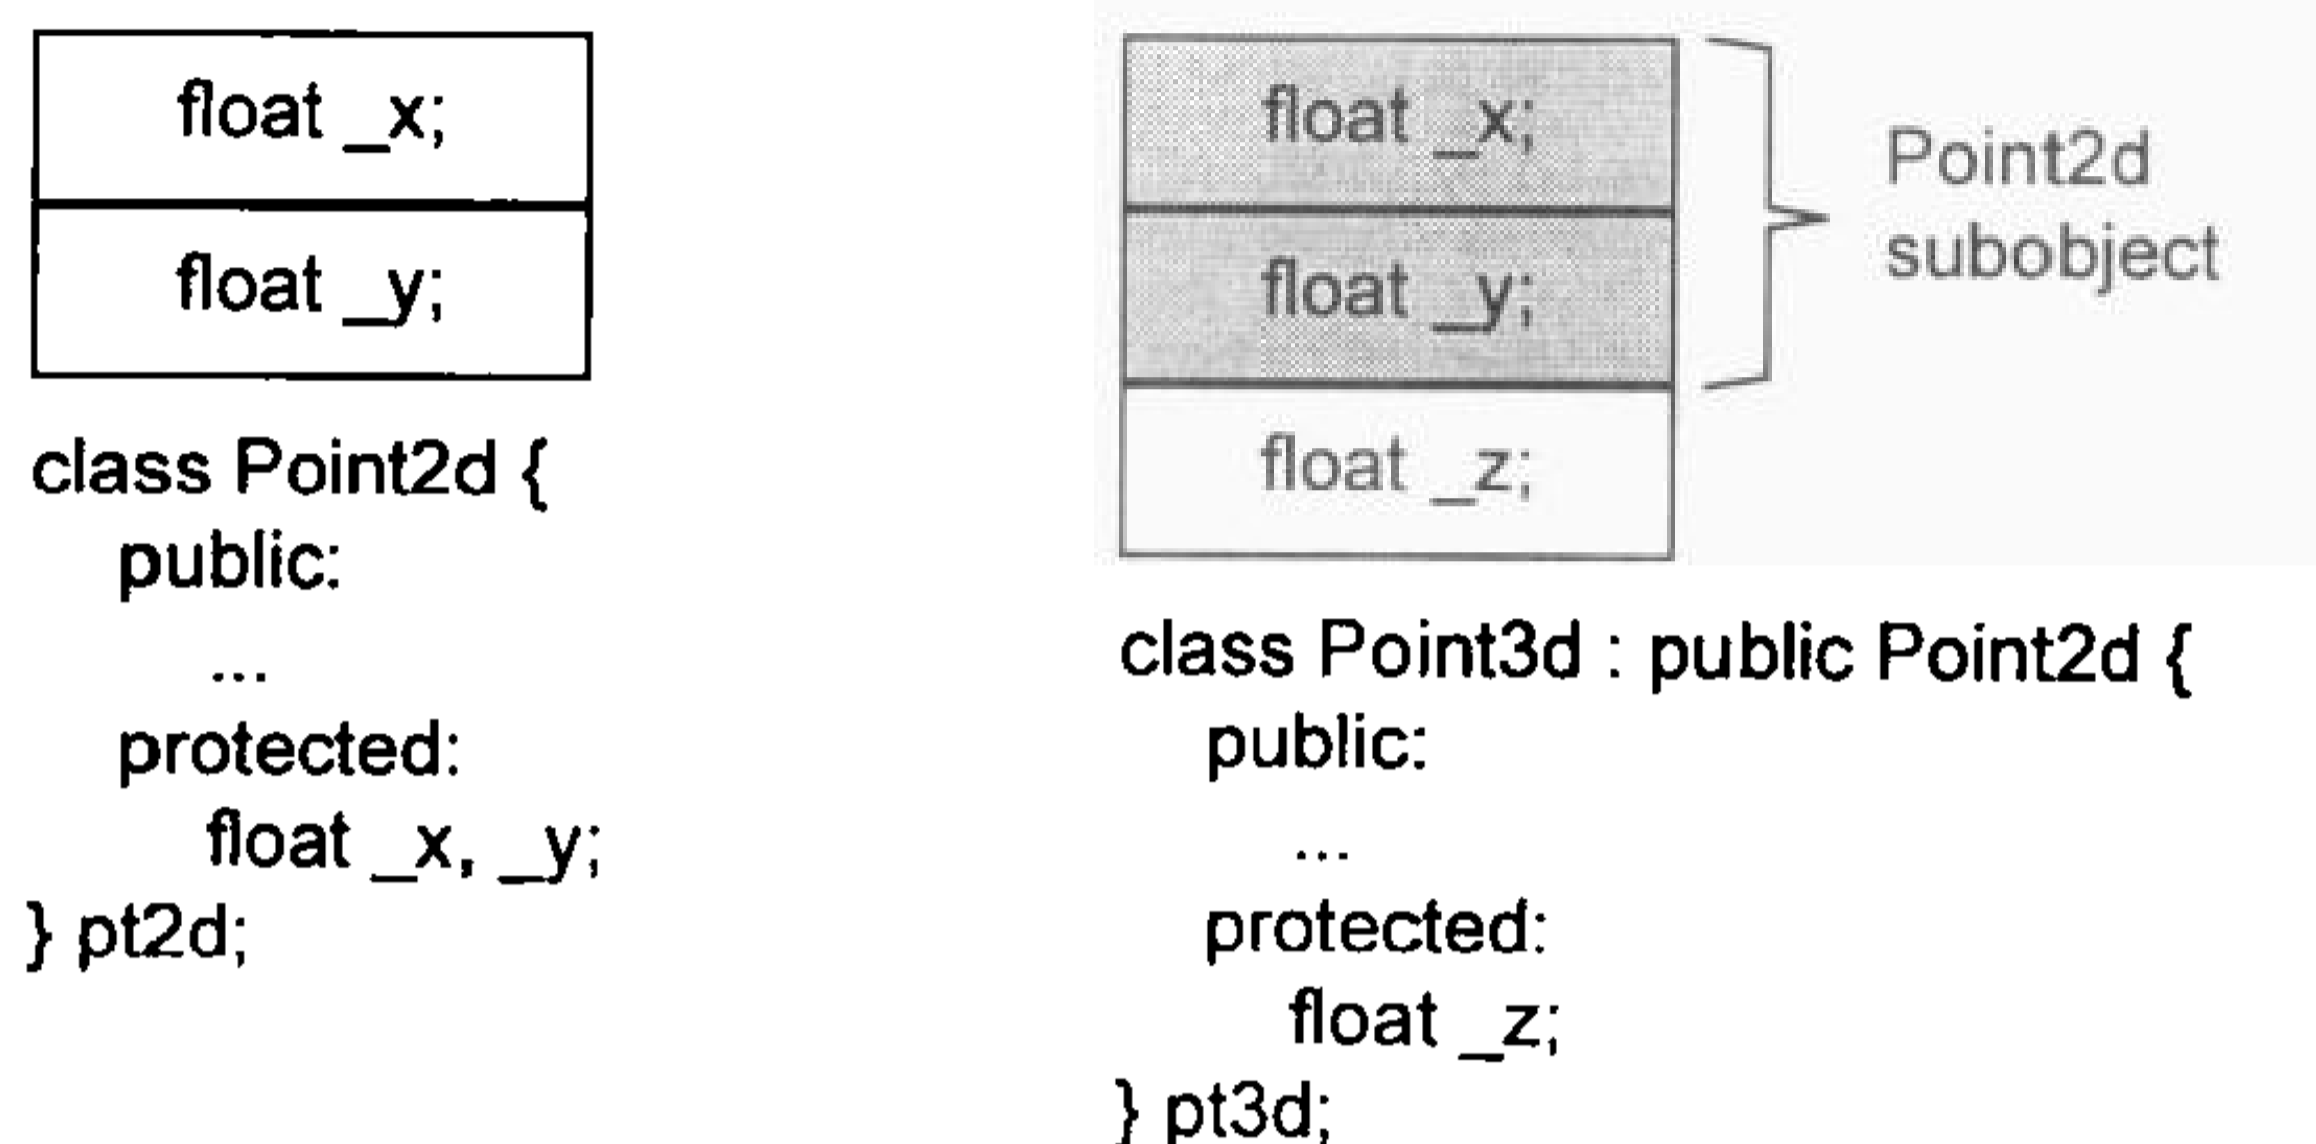 float _x;
float _y;
class Point2d {
public:
...
protected:
float _x, _y;
} pt2d;
float _x;
float _y;
float _z;
Point2d
subobject
class Point3d : public Point2d {
public:
...
protected:
float _z;
} pt3d;